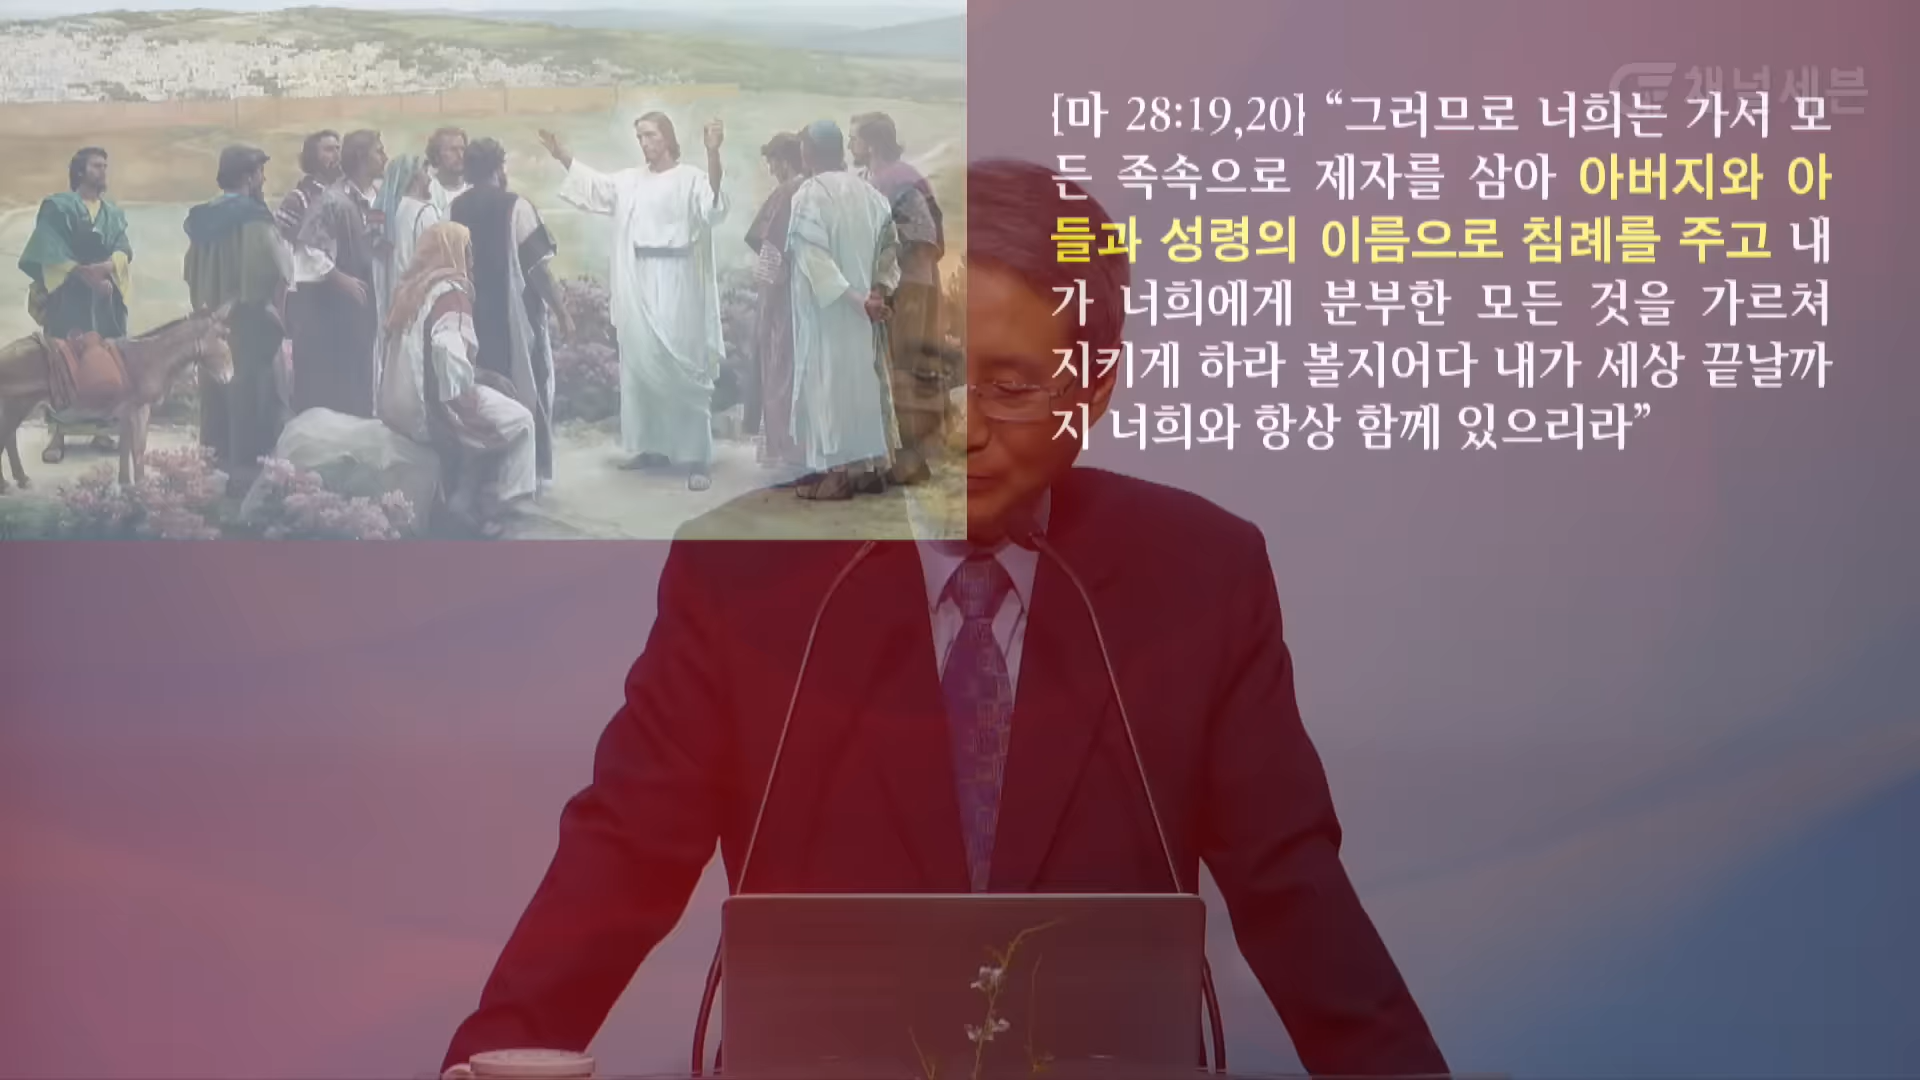 채널세븐
{마 28:19,20} “그러므로 너희는 가서 모
든 족속으로 제자를 삼아 아버지와 아
들과 성령의 이름으로 침례를 주고 내
가 너희에게 분부한 모든 것을 가르쳐
지키게 하라 볼지어다 내가 세상 끝날까
지 너희와 항상 함께 있으리라”